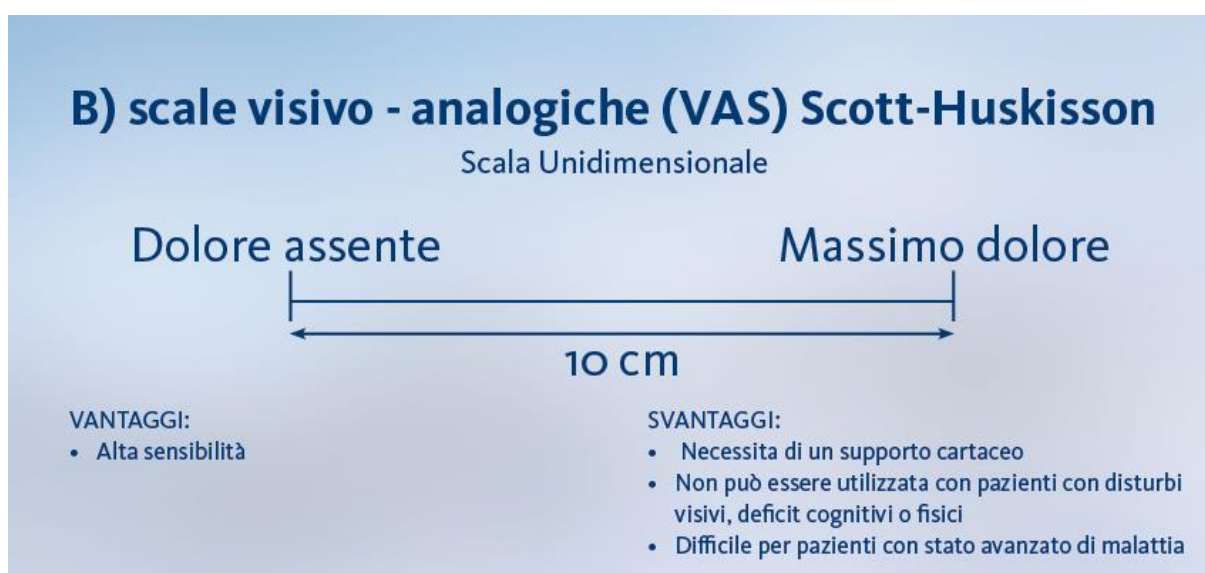 B) scale visivo - analogiche (VAS) Scott-Huskisson
Scala Unidimensionale
Dolore assente
Massimo dolore
10 cm
VANTAGGI:
• Alta sensibilità
SVANTAGGI:
• Necessita di un supporto cartaceo
• Non può essere utilizzata con pazienti con disturbi
visivi, deficit cognitivi o fisici
• Difficile per pazienti con stato avanzato di malattia